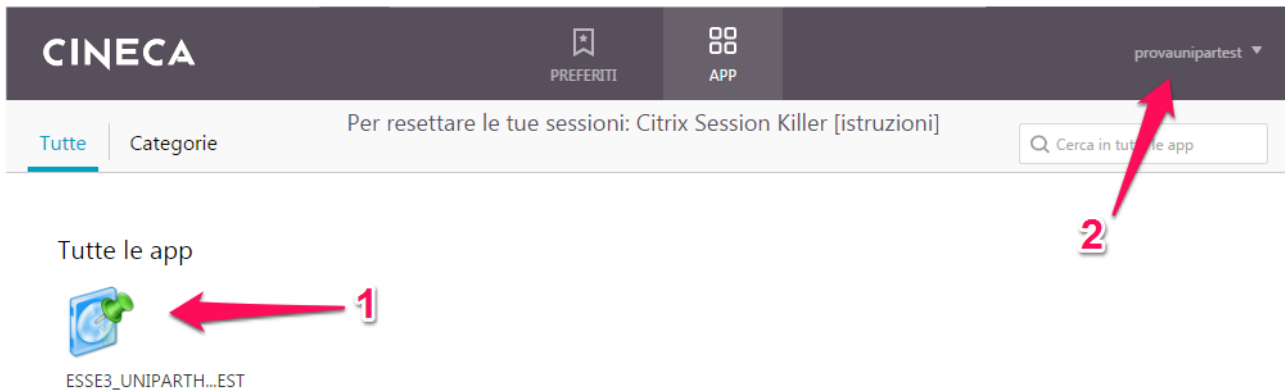 CINECA
PREFERITI
APP
provaunipartest
Tutte
Categorie
Per resettare le tue sessioni: Citrix Session Killer [istruzioni]
Cerca in tutte le app
2
Tutte le app
1
ESSE3_UNIPARTH...EST